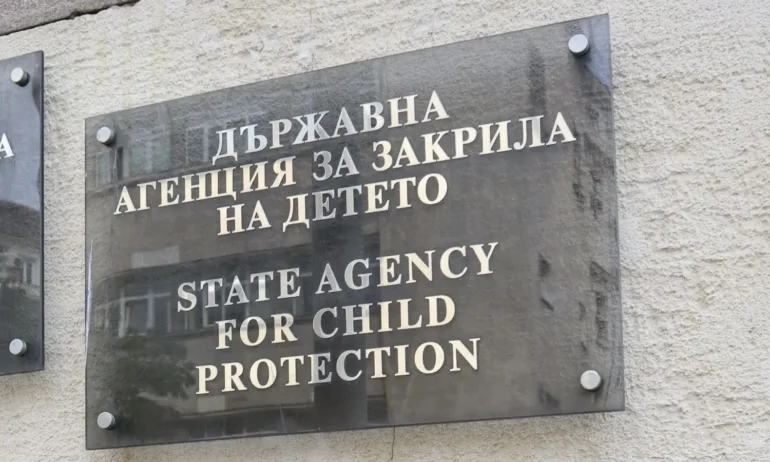 ДЪРЖАВНА
АГЕНЦИЯ ЗА ЗАКРИЛА
НА ДЕТЕТО
STATE AGENCY
FOR CHILD
PROTECTION